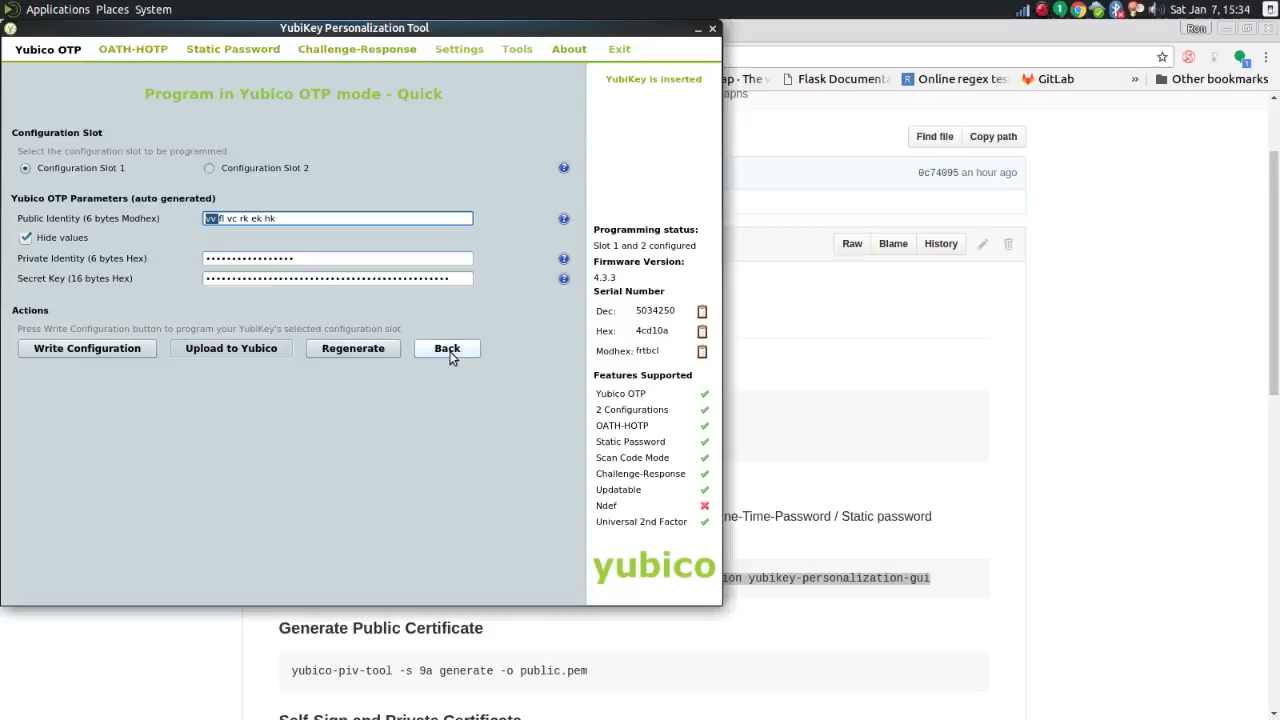 Applications Places System
Sat Jan 7, 15:34
YubiKey Personalization Tool
Ron
Yubico OTP OATH-HOTP Static Password Challenge-Response Settings Tools About Exit
ap - The v Flask Documenta Online regex tes GitLab » Other bookmarks
apns
Program in Yubico OTP mode - Quick
YubiKey is inserted
Configuration Slot
Select the configuration slot to be programmed
Configuration Slot 1 Configuration Slot 2
Yubico OTP Parameters (auto generated)
Public Identity (6 bytes Modhex) vv fl vc rk ek hk
Hide values
Private Identity (6 bytes Hex) •••••••••••••••••
Secret Key (16 bytes Hex) •••••••••••••••••••••••••••••••••••••••••••••••
Actions
Press Write Configuration button to program your YubiKey's selected configuration slot
Write Configuration Upload to Yubico Regenerate Back
Programming status:
Slot 1 and 2 configured
Firmware Version:
4.3.3
Serial Number
Dec: 5034250
Hex: 4cd10a
Modhex: frtbcl
Features Supported
Yubico OTP
2 Configurations
OATH-HOTP
Static Password
Scan Code Mode
Challenge-Response
Updatable
Ndef
Universal 2nd Factor
yubico
Find file Copy path
0c74095 an hour ago
Raw Blame History
ne-Time-Password / Static password
ion yubikey-personalization-gui
Generate Public Certificate
yubico-piv-tool -s 9a generate -o public.pem
Self-Sign and Private Certificate